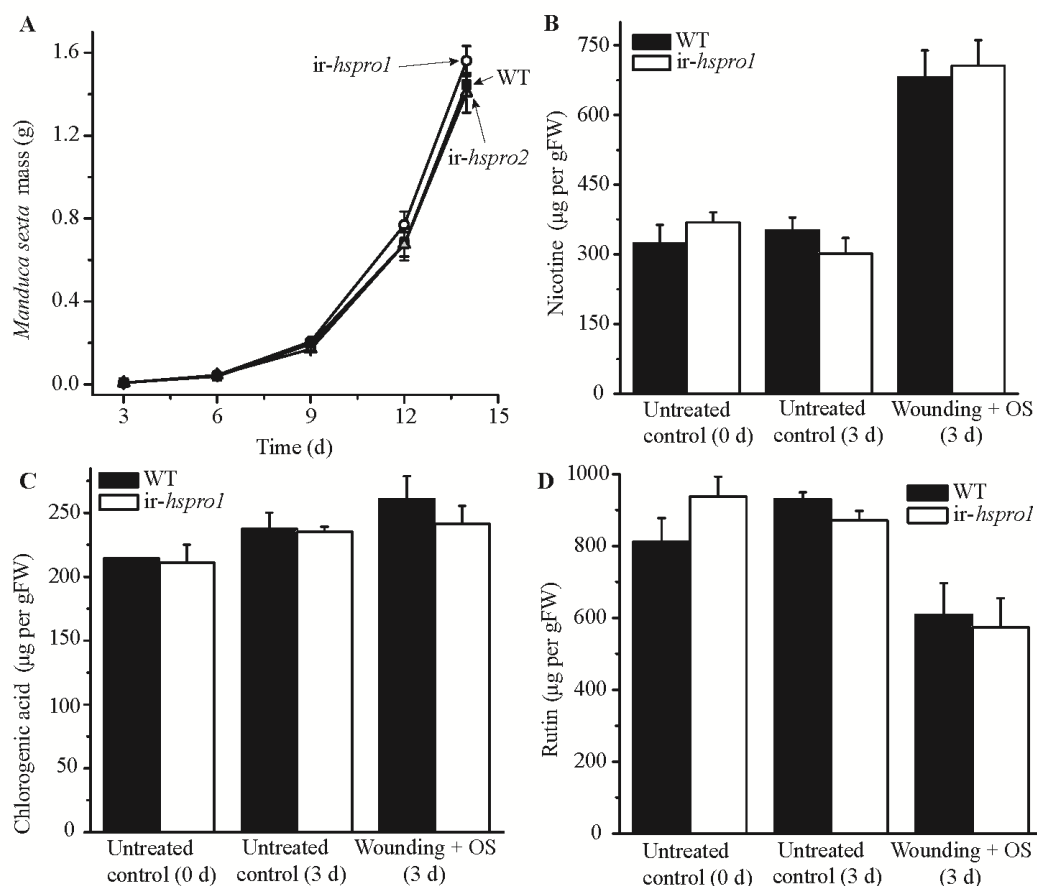 A
Manduca sexta mass (g)
1.6
1.2
0.8
0.4
0.0
ir-hspro1
WT
ir-hspro2
3
6
9
12
15
Time (d)
B
WT
ir-hspro1
Nicotine (µg per gFW)
750
600
450
300
150
0
Untreated
control (0 d)
Untreated
control (3 d)
Wounding + OS
(3 d)
C
WT
ir-hspro1
Chlorogenic acid (µg per gFW)
250
200
150
100
50
0
Untreated
control (0 d)
Untreated
control (3 d)
Wounding + OS
(3 d)
D
WT
ir-hspro1
Rutin (µg per gFW)
1000
800
600
400
200
0
Untreated
control (0 d)
Untreated
control (3 d)
Wounding + OS
(3 d)